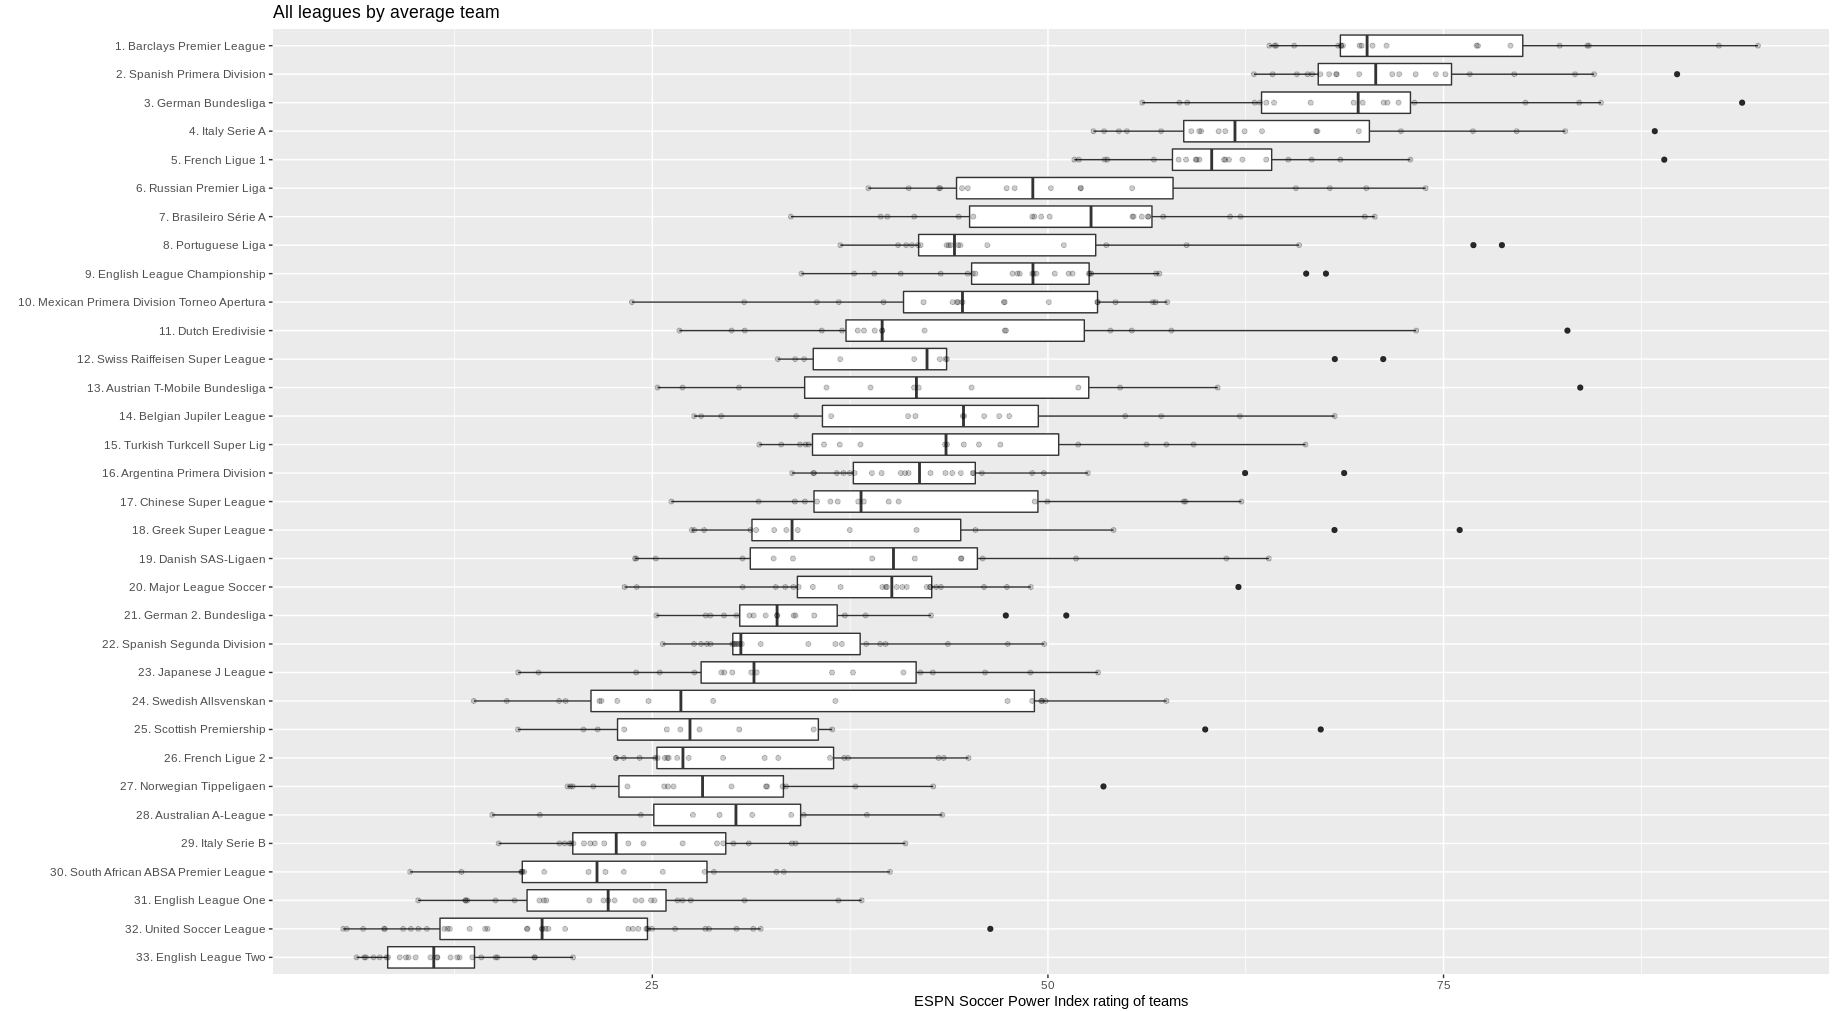 All leagues by average team
1. Barclays Premier League
2. Spanish Primera Division
3. German Bundesliga
4. Italy Serie A
5. French Ligue 1
6. Russian Premier Liga
7. Brasileiro Série A
8. Portuguese Liga
9. English League Championship
10. Mexican Primera Division Torneo Apertura
11. Dutch Eredivisie
12. Swiss Raiffeisen Super League
13. Austrian T-Mobile Bundesliga
14. Belgian Jupiler League
15. Turkish Turkcell Super Lig
16. Argentina Primera Division
17. Chinese Super League
18. Greek Super League
19. Danish SAS-Ligaen
20. Major League Soccer
21. German 2. Bundesliga
22. Spanish Segunda Division
23. Japanese J League
24. Swedish Allsvenskan
25. Scottish Premiership
26. French Ligue 2
27. Norwegian Tippeligaen
28. Australian A-League
29. Italy Serie B
30. South African ABSA Premier League
31. English League One
32. United Soccer League
33. English League Two
25 50 75
ESPN Soccer Power Index rating of teams